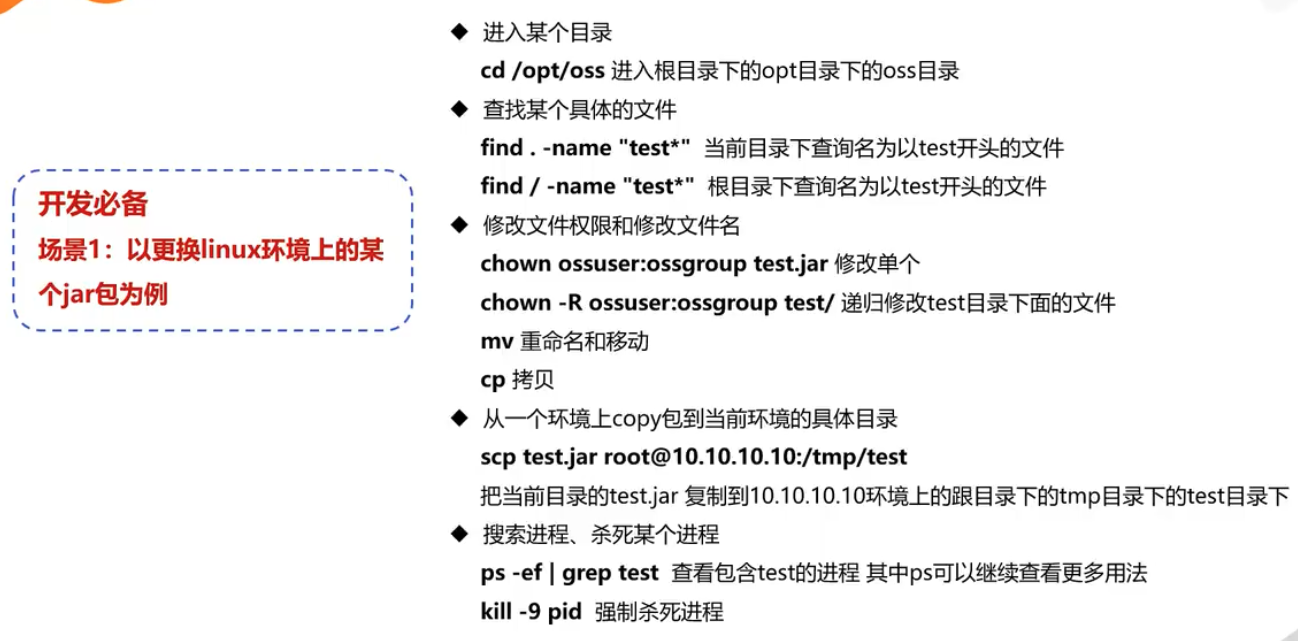 开发必备
场景1：以更换linux环境上的某
个jar包为例
◆ 进入某个目录
cd /opt/oss 进入根目录下的opt目录下的oss目录
◆ 查找某个具体的文件
find . -name "test*" 当前目录下查询名为以test开头的文件
find / -name "test*" 根目录下查询名为以test开头的文件
◆ 修改文件权限和修改文件名
chown ossuser:ossgroup test.jar 修改单个
chown -R ossuser:ossgroup test/ 递归修改test目录下面的文件
mv 重命名和移动
cp 拷贝
◆ 从一个环境上copy包到当前环境的具体目录
scp test.jar root@10.10.10.10:/tmp/test
把当前目录的test.jar 复制到10.10.10.10环境上的跟目录下的tmp目录下的test目录下
◆ 搜索进程、杀死某个进程
ps -ef | grep test 查看包含test的进程 其中ps可以继续查看更多用法
kill -9 pid 强制杀死进程